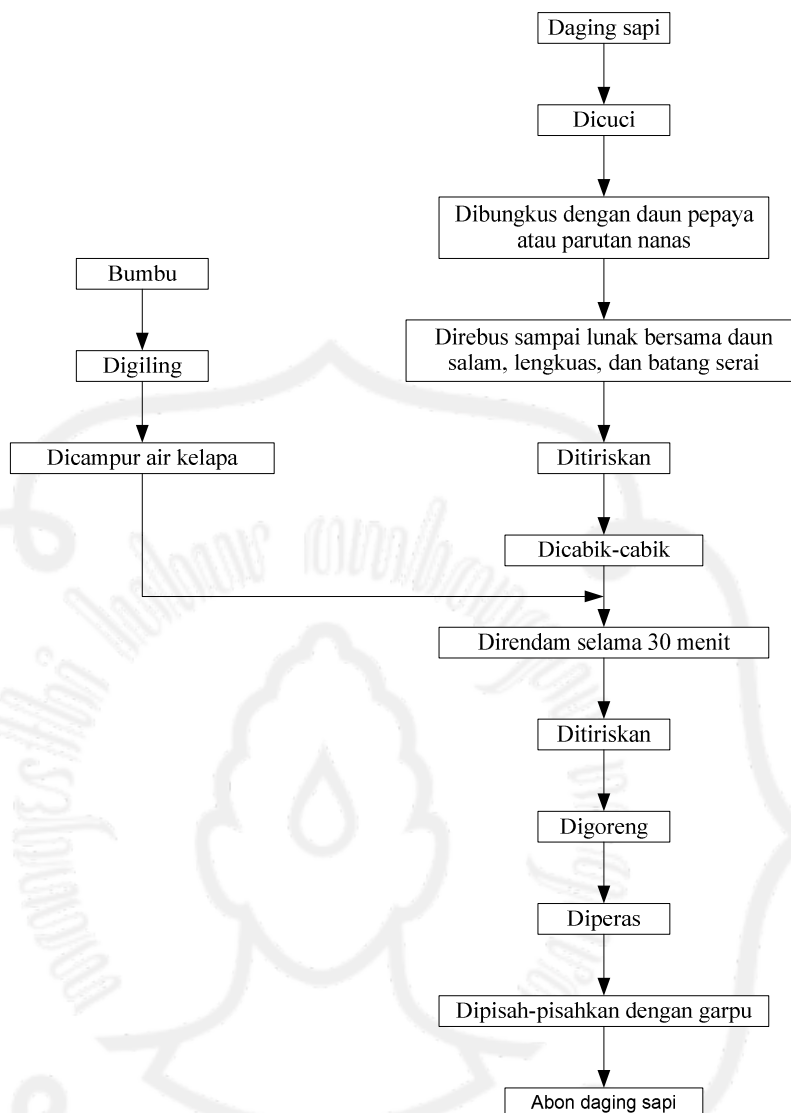 Daging sapi
Dicuci
Dibungkus dengan daun pepaya
atau parutan nanas
Direbus sampai lunak bersama daun
salam, lengkuas, dan batang serai
Ditiriskan
Dicabik-cabik
Bumbu
Digiling
Dicampur air kelapa
Direndam selama 30 menit
Ditiriskan
Digoreng
Diperas
Dipisah-pisahkan dengan garpu
Abon daging sapi